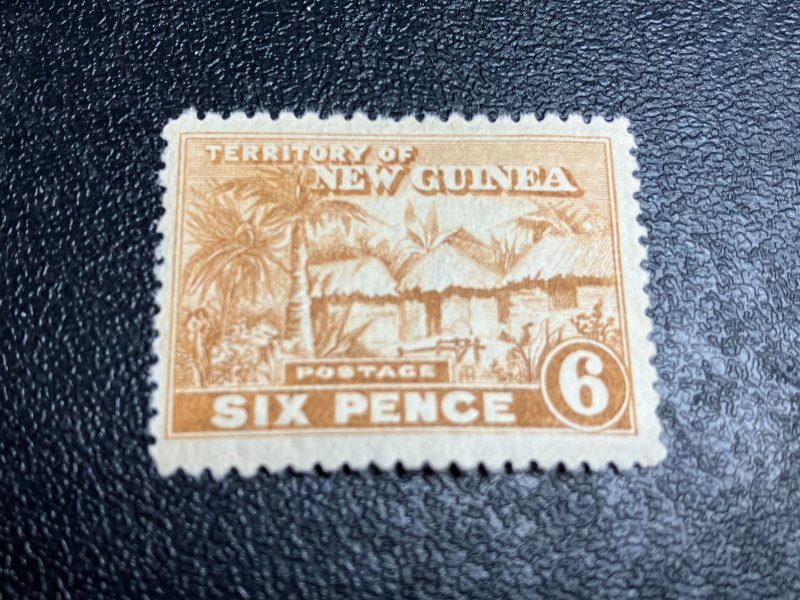 TERRITORY OF
NEW GUINEA
POSTAGE
SIX PENCE 6